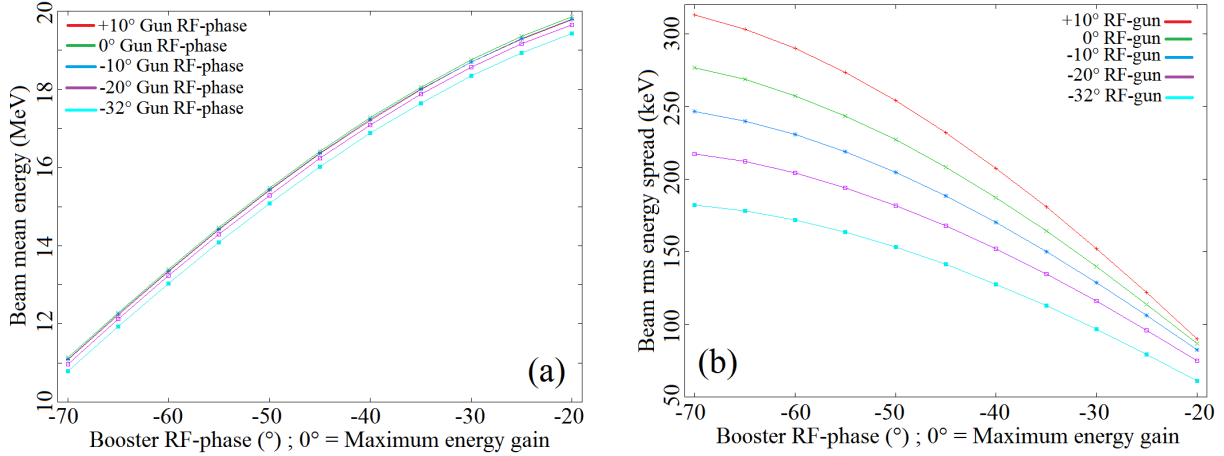 20
18
16
14
12
10
Beam mean energy (MeV)
+10° Gun RF-phase
0° Gun RF-phase
-10° Gun RF-phase
-20° Gun RF-phase
-32° Gun RF-phase
(a)
-70 -60 -50 -40 -30 -20
Booster RF-phase (°) ; 0° = Maximum energy gain
300
250
200
150
100
50
Beam rms energy spread (keV)
+10° RF-gun
0° RF-gun
-10° RF-gun
-20° RF-gun
-32° RF-gun
(b)
-70 -60 -50 -40 -30 -20
Booster RF-phase (°) ; 0° = Maximum energy gain